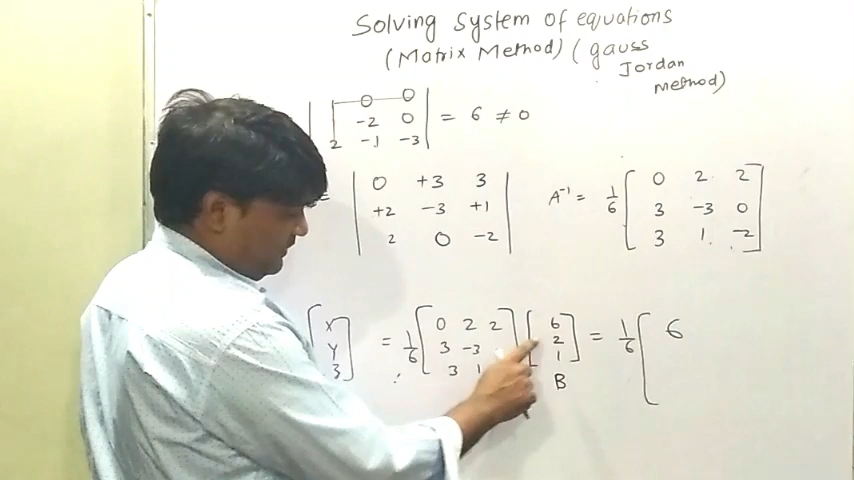 Solving System of equations
(Matrix Method) (gauss
Jordan
method)
| 0 0
-2 0
2 -1 -3 | = 6 ≠ 0
= | 0 +3 3
+2 -3 +1
2 0 -2 |
A⁻¹ = 1/6 [ 0 2 2
3 -3 0
3 1 -2 ]
[ x
y
3 ] = 1/6 [ 0 2 2
3 -3
3 1 ] [ 6
2
1 ] = 1/6 [ 6
B